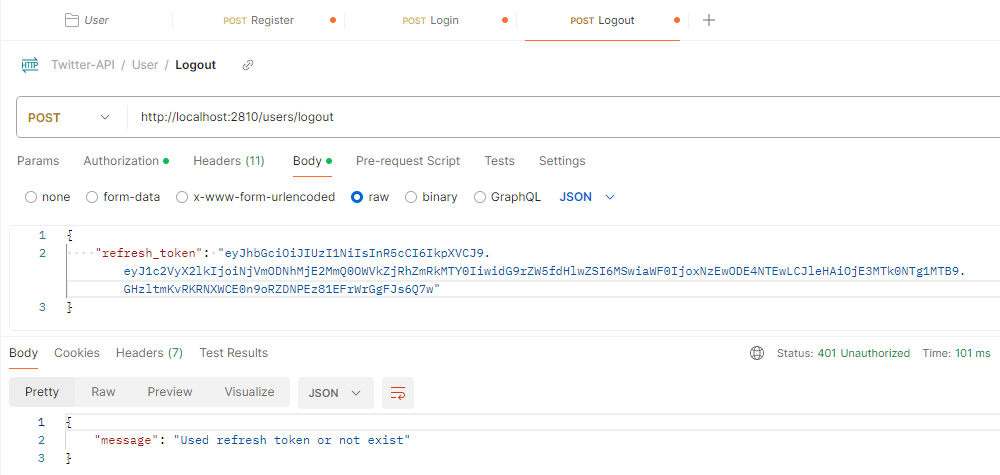 User
POST Register
POST Login
POST Logout
HTTP Twitter-API / User / Logout
POST http://localhost:2810/users/logout
Params Authorization Headers (11) Body Pre-request Script Tests Settings
none form-data x-www-form-urlencoded raw binary GraphQL JSON
1 {
2 "refresh_token": "eyJhbGciOiJIUzI1NiIsInR5cCI6IkpXVCJ9.
eyJ1c2VyX2lkIjoiNjVmODNhMjE2MmQ0OWVkZjRhZmRkMTY0IiwidG9rZW5fdHlwZSI6MSwiaWF0IjoxNzEwODE4NTEwLCJleHAiOjE3MTk0NTg1MTB9.
GHzltmKvRKRNXWCE0n9oRZDNPEz81EFrWrGgFJs6Q7w"
3 }
Body Cookies Headers (7) Test Results Status: 401 Unauthorized Time: 101 ms
Pretty Raw Preview Visualize JSON
1 {
2 "message": "Used refresh token or not exist"
3 }